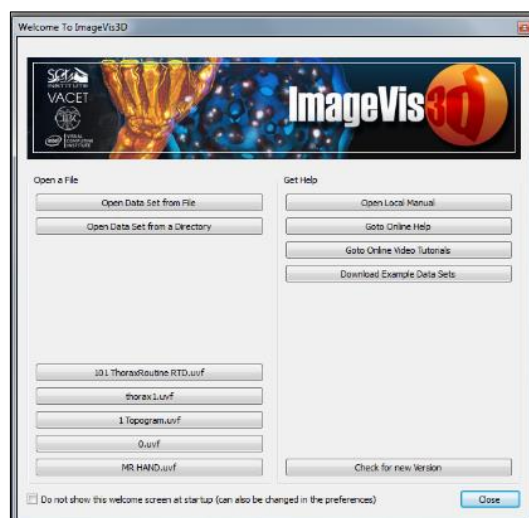 Welcome To ImageVis3D
SCI
INSTITUTE
VACET
ImageVis3D
Open a File
Open Data Set from File
Open Data Set from a Directory
101 ThoraxRoutine RTD.uvf
thorax1.uvf
1 Topogram.uvf
0.uvf
MR HAND.uvf
Get Help
Open Local Manual
Goto Online Help
Goto Online Video Tutorials
Download Example Data Sets
Check for new Version
Do not show this welcome screen at startup (can also be changed in the preferences)
Close